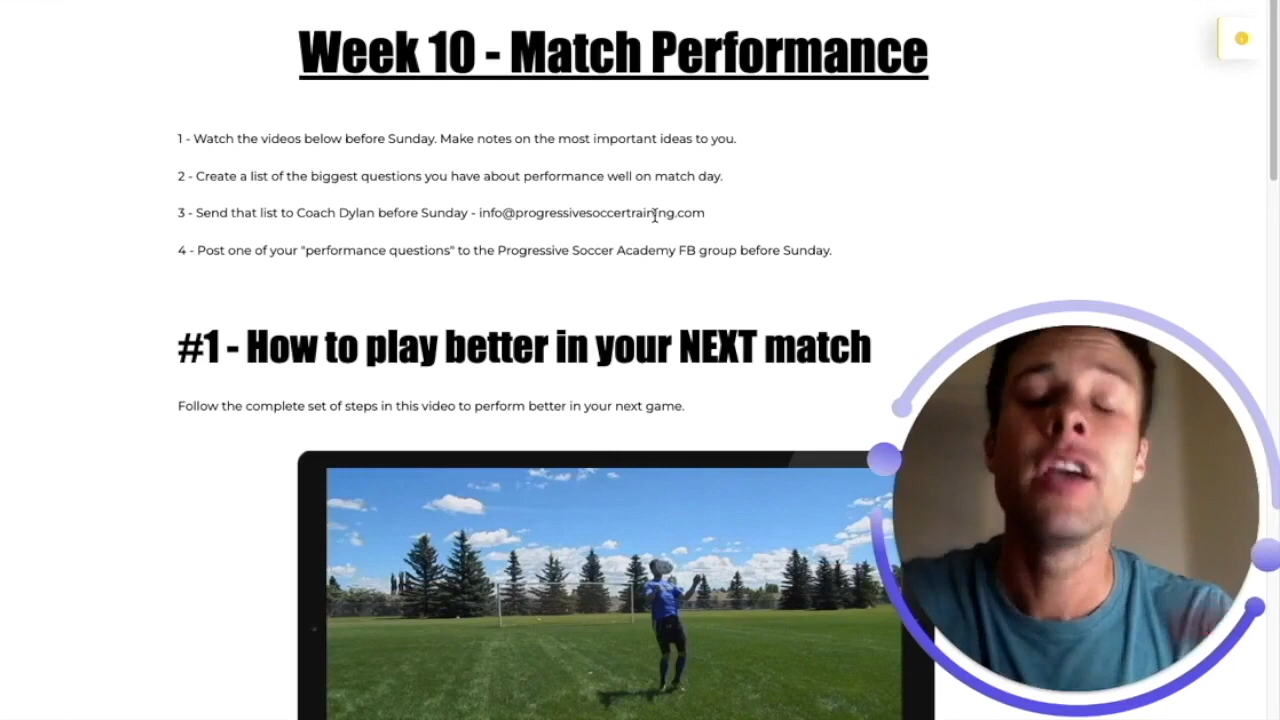 Week 10 - Match Performance
1 - Watch the videos below before Sunday. Make notes on the most important ideas to you.
2 - Create a list of the biggest questions you have about performance well on match day.
3 - Send that list to Coach Dylan before Sunday - info@progressivesoccertraining.com
4 - Post one of your "performance questions" to the Progressive Soccer Academy FB group before Sunday.
#1 - How to play better in your NEXT match
Follow the complete set of steps in this video to perform better in your next game.